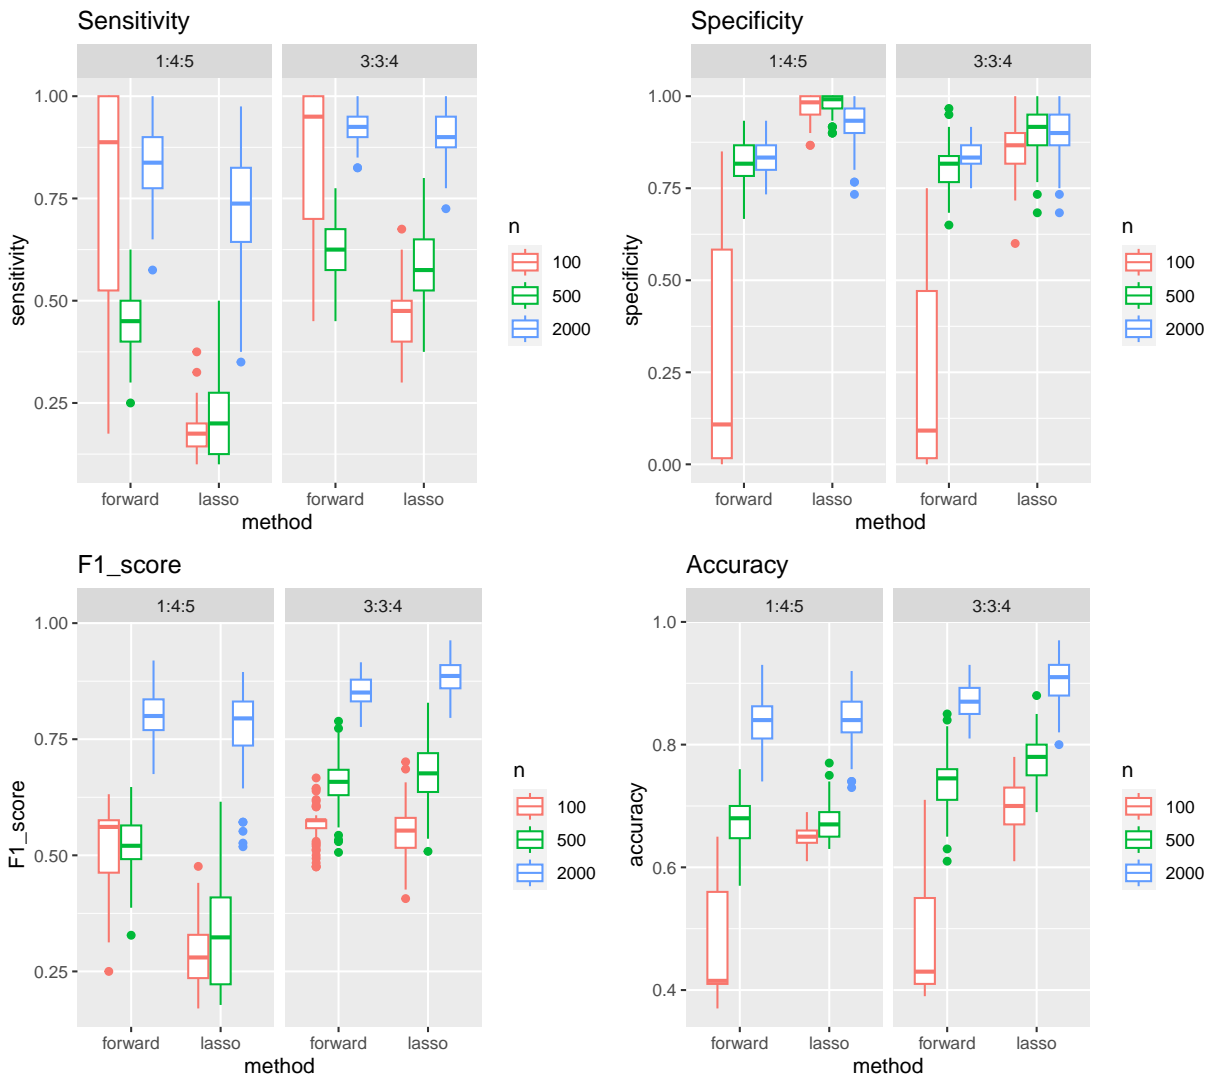 Sensitivity
1:4:5
3:3:4
1.00
0.75
0.50
0.25
sensitivity
forward
lasso
forward
lasso
method
n
100
500
2000
Specificity
1:4:5
3:3:4
1.00
0.75
0.50
0.25
0.00
specificity
forward
lasso
forward
lasso
method
n
100
500
2000
F1_score
1:4:5
3:3:4
1.00
0.75
0.50
0.25
F1_score
forward
lasso
forward
lasso
method
n
100
500
2000
Accuracy
1:4:5
3:3:4
1.0
0.8
0.6
0.4
accuracy
forward
lasso
forward
lasso
method
n
100
500
2000